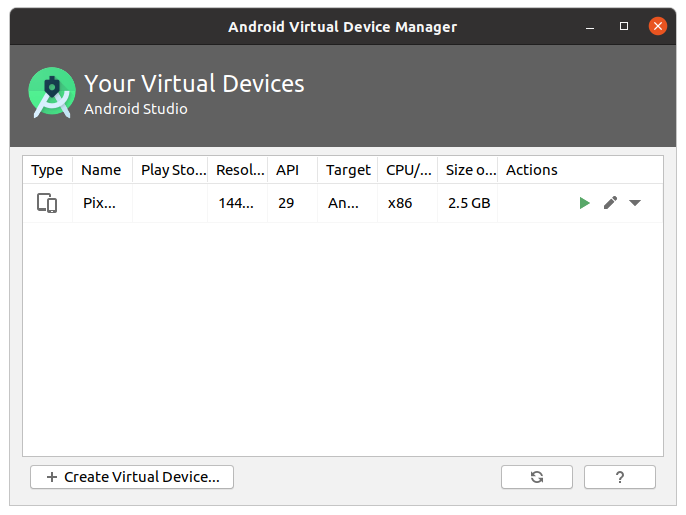 Android Virtual Device Manager
Your Virtual Devices
Android Studio
Type Name Play Sto... Resol... API Target CPU/... Size o... Actions
Pix... 144... 29 An... x86 2.5 GB
+ Create Virtual Device... ?